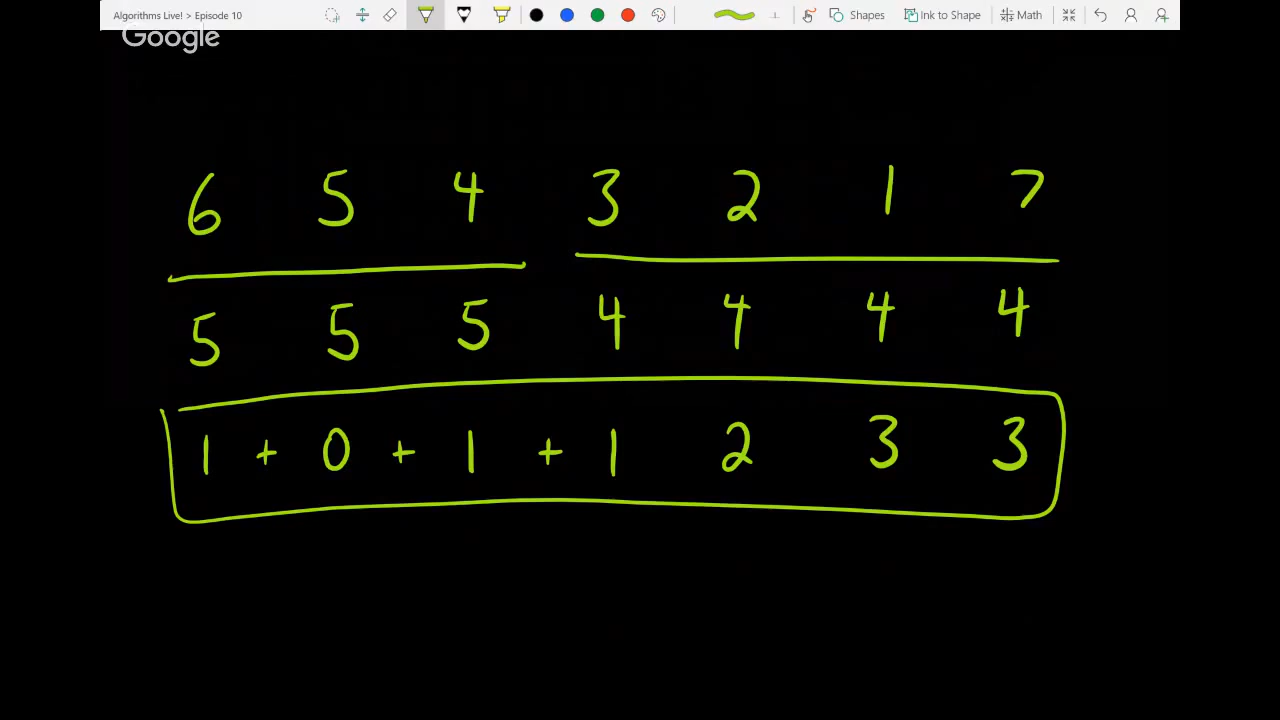 Algorithms Live! > Episode 10 Shapes Ink to Shape Math
Google
6 5 4 3 2 1 7
5 5 5 4 4 4 4
1 + 0 + 1 + 1 2 3 3